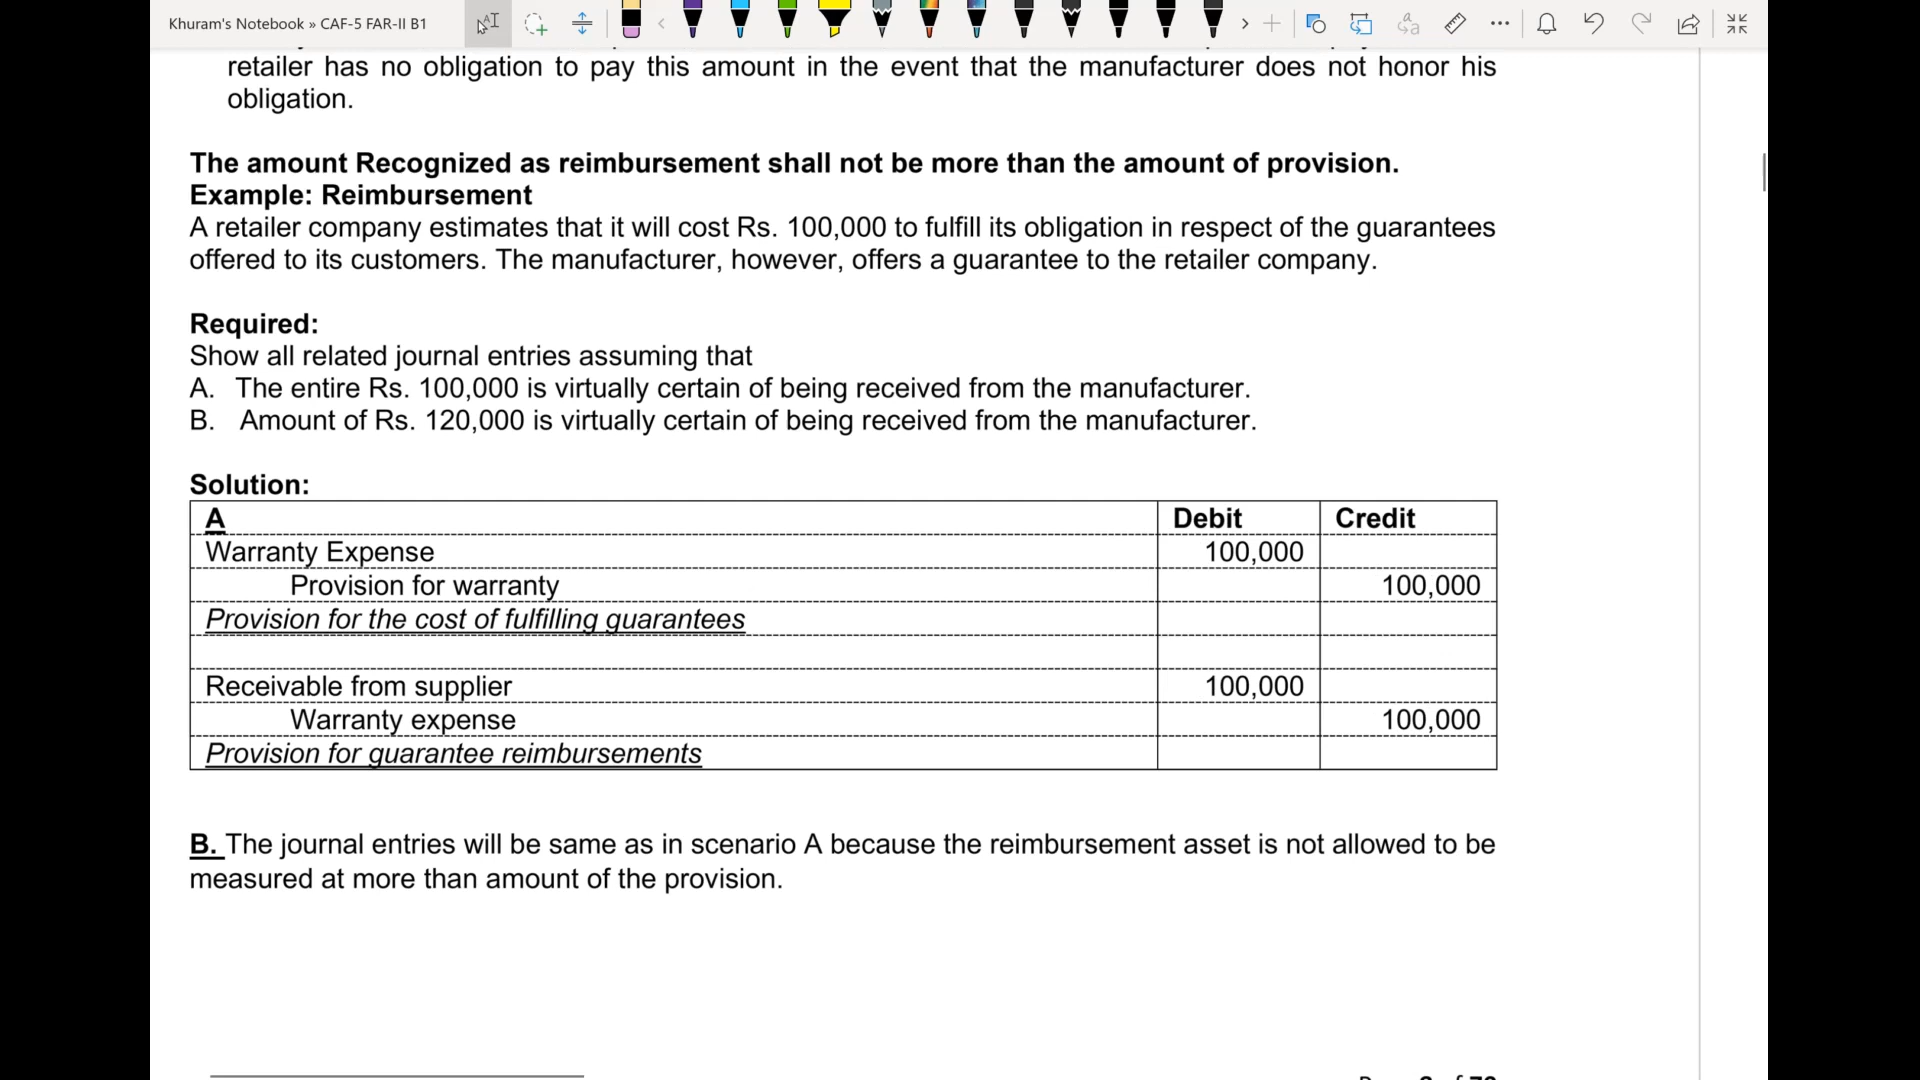 Khuram's Notebook » CAF-5 FAR-II B1
retailer has no obligation to pay this amount in the event that the manufacturer does not honor his
obligation.
The amount Recognized as reimbursement shall not be more than the amount of provision.
Example: Reimbursement
A retailer company estimates that it will cost Rs. 100,000 to fulfill its obligation in respect of the guarantees
offered to its customers. The manufacturer, however, offers a guarantee to the retailer company.
Required:
Show all related journal entries assuming that
A. The entire Rs. 100,000 is virtually certain of being received from the manufacturer.
B. Amount of Rs. 120,000 is virtually certain of being received from the manufacturer.
Solution:
A Debit Credit
Warranty Expense 100,000
Provision for warranty 100,000
Provision for the cost of fulfilling guarantees
Receivable from supplier 100,000
Warranty expense 100,000
Provision for guarantee reimbursements
B. The journal entries will be same as in scenario A because the reimbursement asset is not allowed to be
measured at more than amount of the provision.